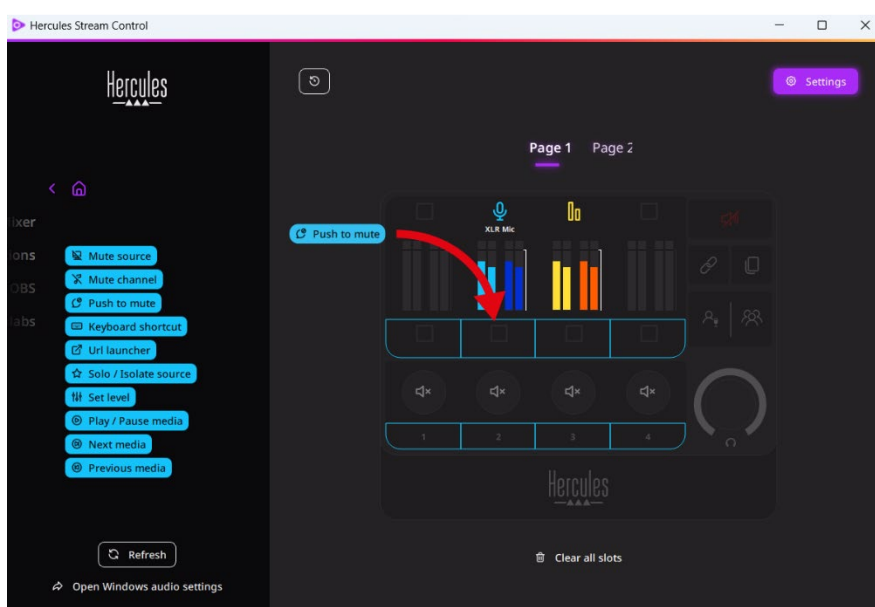 Hercules Stream Control
Hercules
Settings
Page 1 Page 2
ixer
ons
OBS
labs
Push to mute
XLR Mic
Mute source
Mute channel
Push to mute
Keyboard shortcut
Url launcher
Solo / Isolate source
Set level
Play / Pause media
Next media
Previous media
1 2 3 4
Hercules
Refresh
Open Windows audio settings
Clear all slots